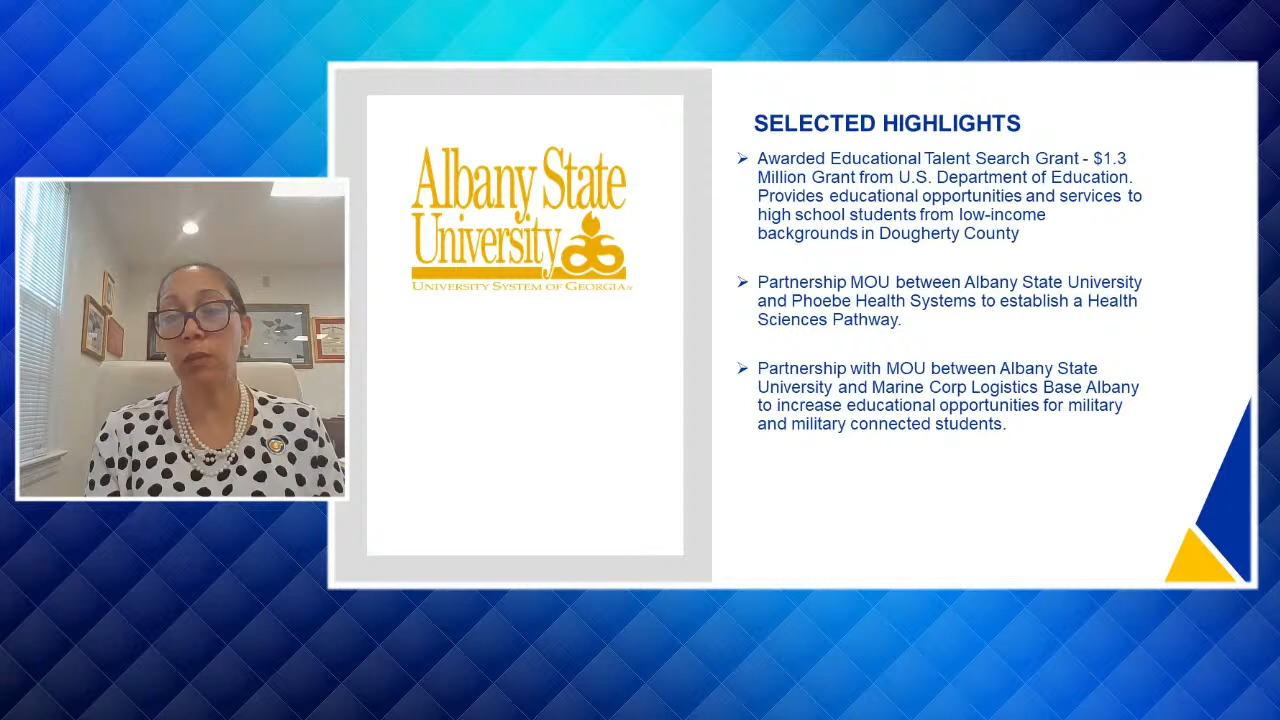 Albany State
University
UNIVERSITY SYSTEM OF GEORGIA
SELECTED HIGHLIGHTS
➢ Awarded Educational Talent Search Grant - $1.3
Million Grant from U.S. Department of Education.
Provides educational opportunities and services to
high school students from low-income
backgrounds in Dougherty County
➢ Partnership MOU between Albany State University
and Phoebe Health Systems to establish a Health
Sciences Pathway.
➢ Partnership with MOU between Albany State
University and Marine Corp Logistics Base Albany
to increase educational opportunities for military
and military connected students.